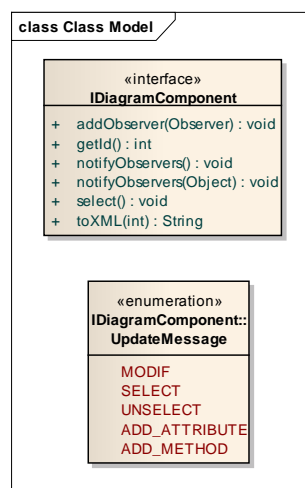 class Class Model
«interface»
IDiagramComponent
+ addObserver(Observer) : void
+ getId() : int
+ notifyObservers() : void
+ notifyObservers(Object) : void
+ select() : void
+ toXML(int) : String
«enumeration»
IDiagramComponent::
UpdateMessage
MODIF
SELECT
UNSELECT
ADD_ATTRIBUTE
ADD_METHOD